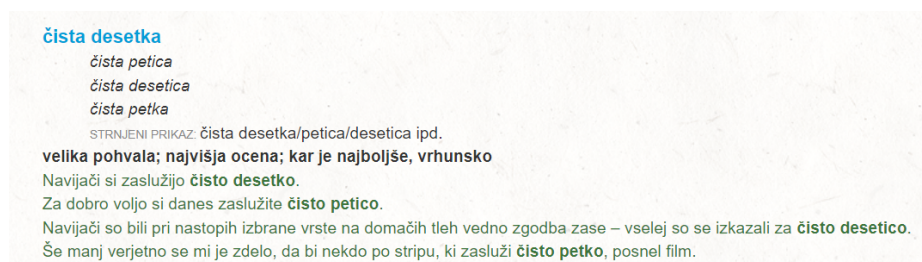 čista desetka
čista petica
čista desetica
čista petka
STRNJENI PRIKAZ: čista desetka/petica/desetica ipd.
velika pohvala; najvišja ocena; kar je najboljše, vrhunsko
Navijači si zaslužijo čisto desetko.
Za dobro voljo si danes zaslužite čisto petico.
Navijači so bili pri nastopih izbrane vrste na domačih tleh vedno zgodba zase – vselej so se izkazali za čisto desetico.
Še manj verjetno se mi je zdelo, da bi nekdo po stripu, ki zasluži čisto petko, posnel film.